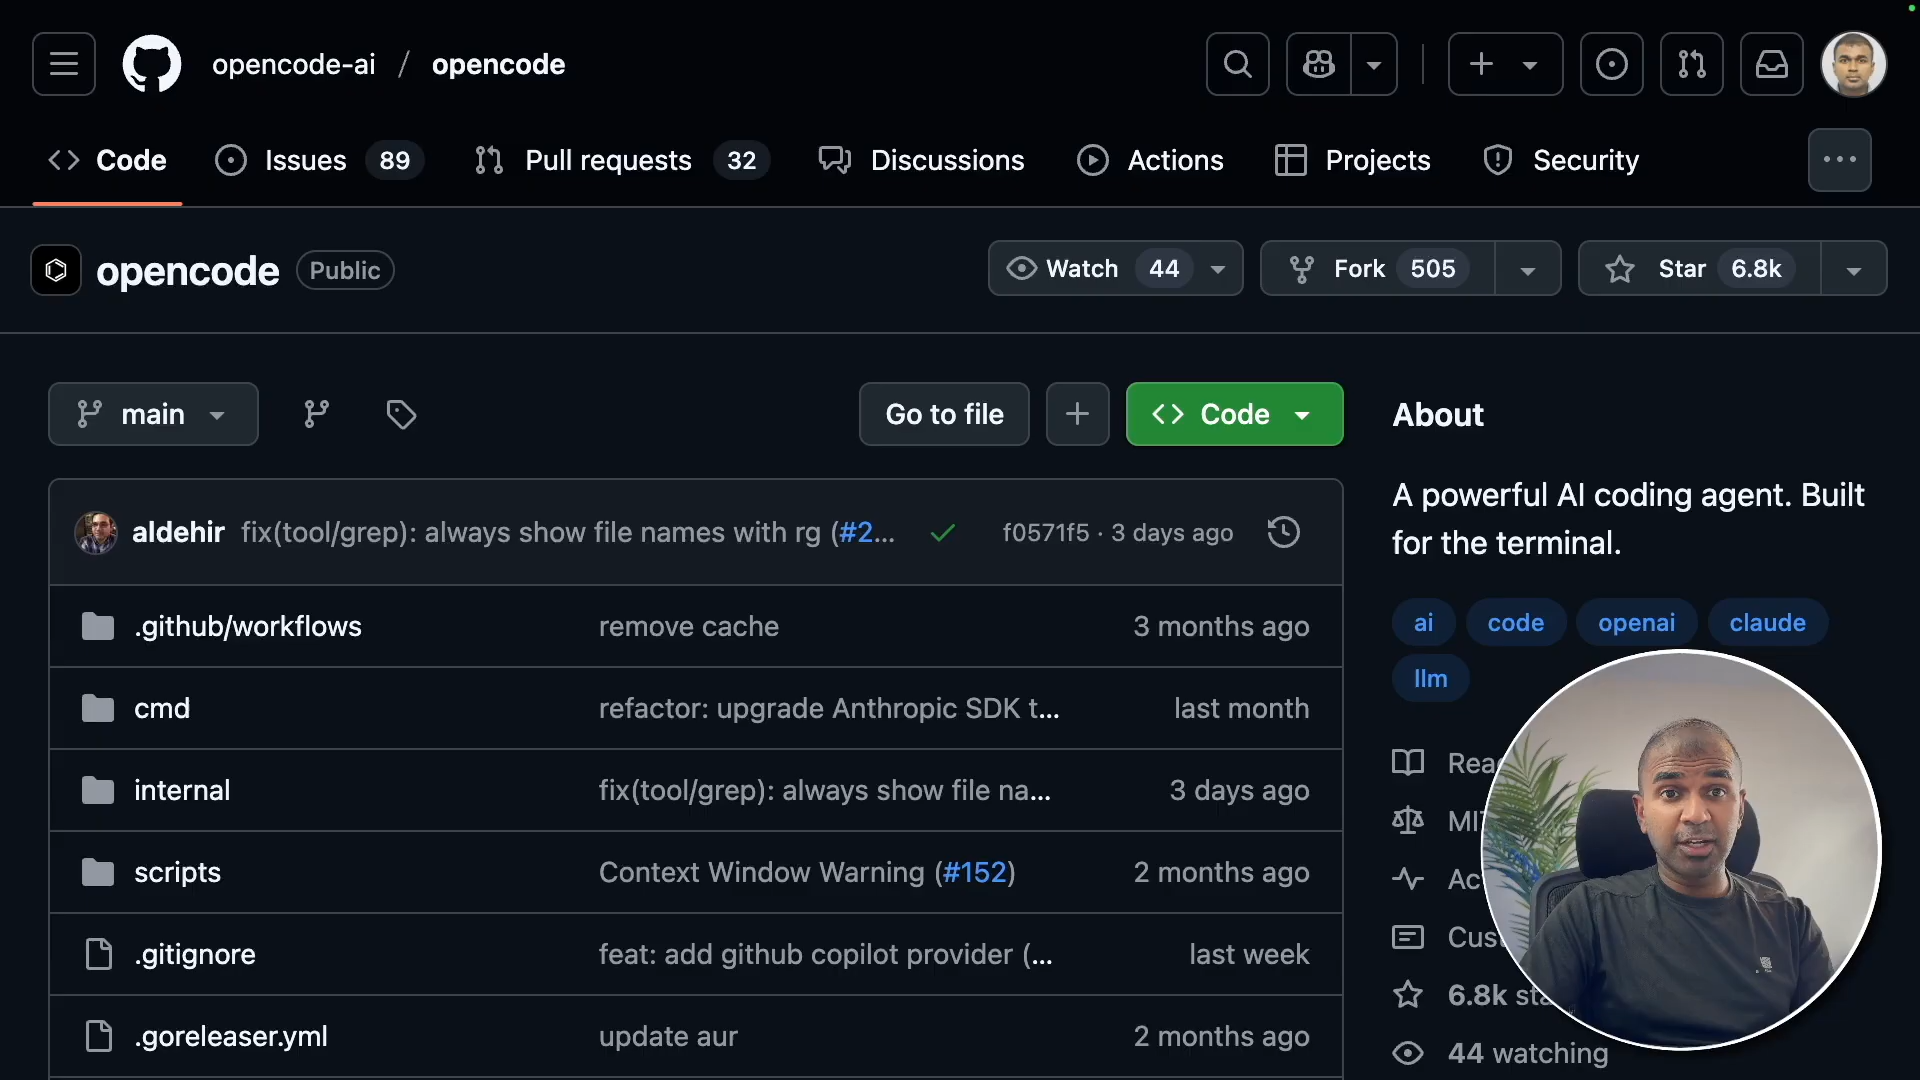 opencode-ai / opencode
Code Issues 89 Pull requests 32 Discussions Actions Projects Security
opencode Public
Watch 44 Fork 505 Star 6.8k
main Go to file Code
About
A powerful AI coding agent. Built
for the terminal.
ai code openai claude
llm
aldehir fix(tool/grep): always show file names with rg (#2... f0571f5 · 3 days ago
.github/workflows remove cache 3 months ago
cmd refactor: upgrade Anthropic SDK t... last month
internal fix(tool/grep): always show file na... 3 days ago
scripts Context Window Warning (#152) 2 months ago
.gitignore feat: add github copilot provider (... last week
.goreleaser.yml update aur 2 months ago
6.8k
44 watching